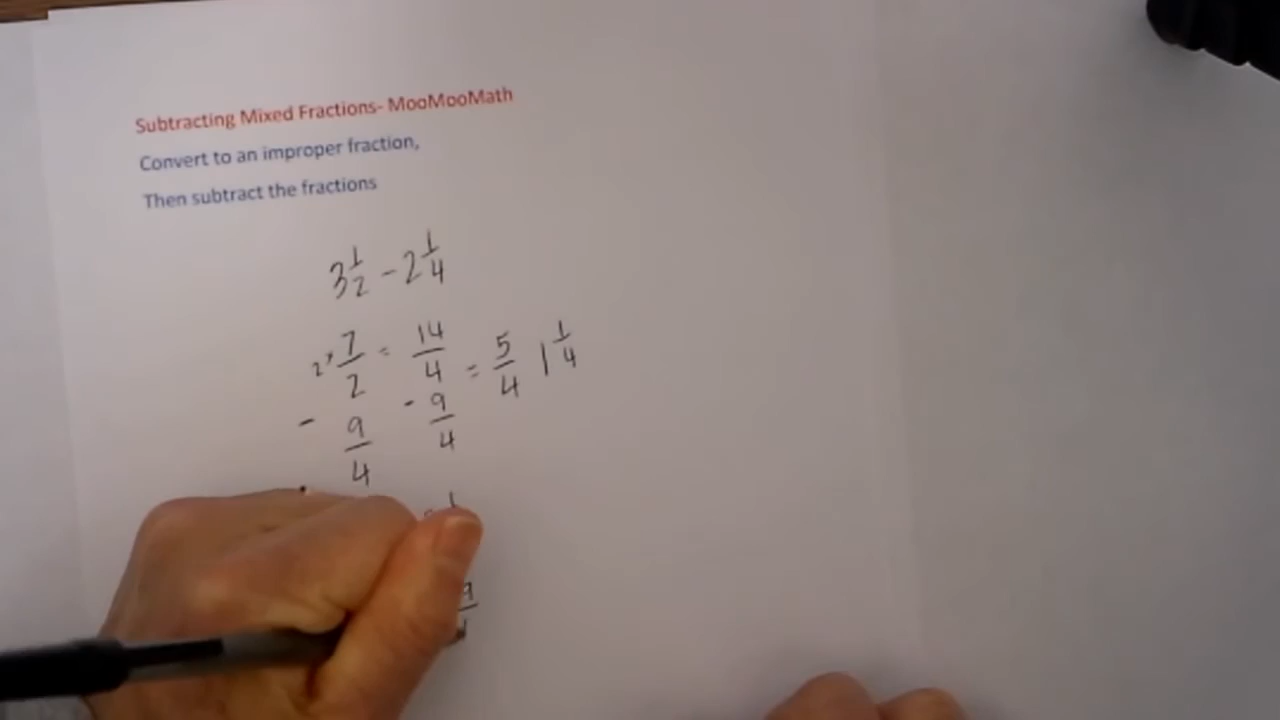 Subtracting Mixed Fractions- MooMooMath
Convert to an improper fraction,
Then subtract the fractions
3 1/2 - 2 1/4
2× 7/2 = 14/4
- 9/4 - 9/4 = 5/4 1 1/4
9